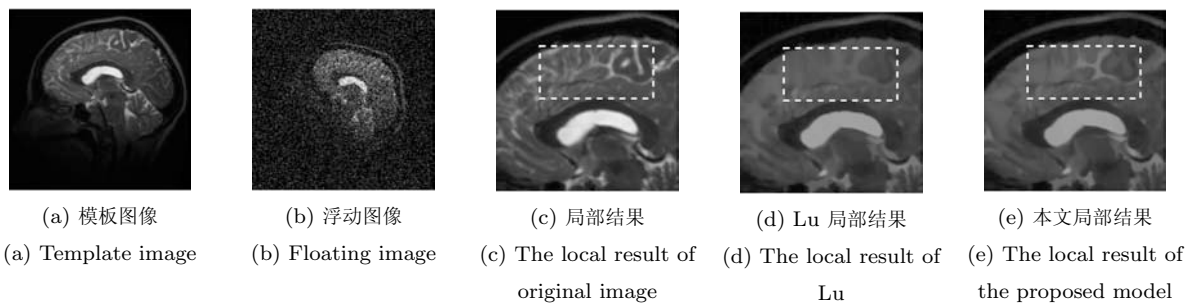 (a) 模板图像
(b) 浮动图像
(c) 局部结果
(d) Lu 局部结果
(e) 本文局部结果
(a) Template image
(b) Floating image
(c) The local result of
original image
(d) The local result of
Lu
(e) The local result of
the proposed model